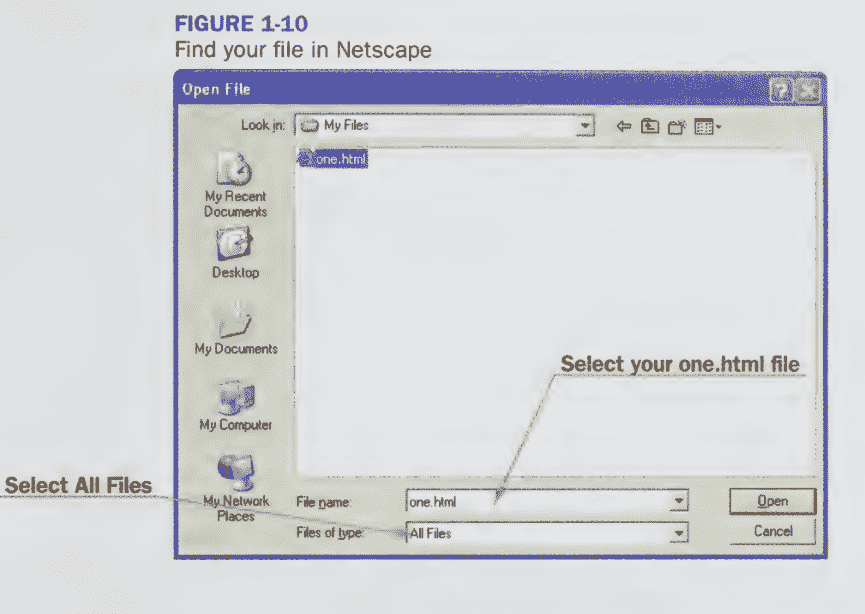 FIGURE 1-10
Find your file in Netscape
Open File
Look in:
My Files
one.html
My Recent
Documents
Desktop
My Documents
Select your one.html file
My Computer
Select All Files
My Network
Places
File name:
one.html
Open
Files of type:
All Files
Cancel